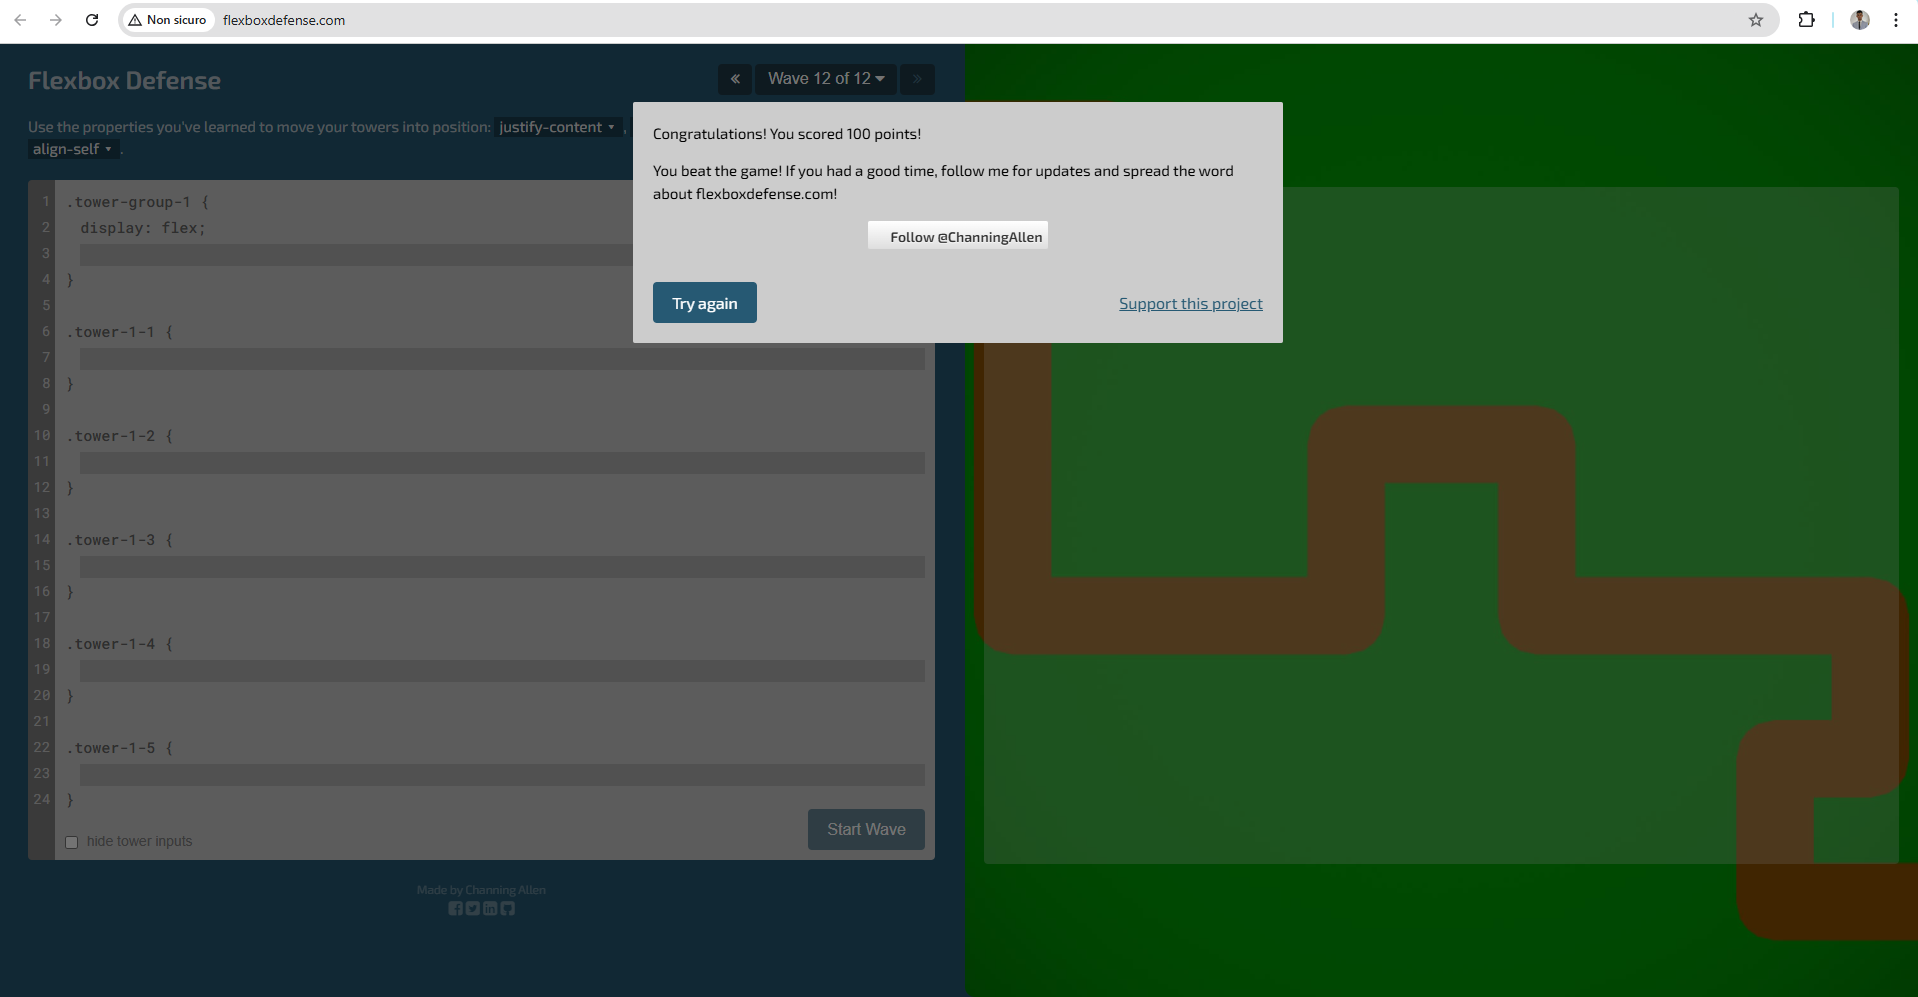 Non sicuro
flexboxdefense.com
Flexbox Defense
«
Wave 12 of 12
»
Use the properties you've learned to move your towers into position: justify-content ,
align-self .
Congratulations! You scored 100 points!
You beat the game! If you had a good time, follow me for updates and spread the word
about flexboxdefense.com!
Follow @ChanningAllen
Try again
Support this project
1 .tower-group-1 {
2 display: flex;
3
4 }
5
6 .tower-1-1 {
7
8 }
9
10 .tower-1-2 {
11
12 }
13
14 .tower-1-3 {
15
16 }
17
18 .tower-1-4 {
19
20 }
21
22 .tower-1-5 {
23
24 }
hide tower inputs
Start Wave
Made by Channing Allen